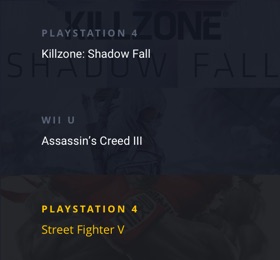 KILLZONE
PLAYSTATION 4
Killzone: Shadow Fall
SHADOW FALL
WII U
Assassin's Creed III
PLAYSTATION 4
Street Fighter V